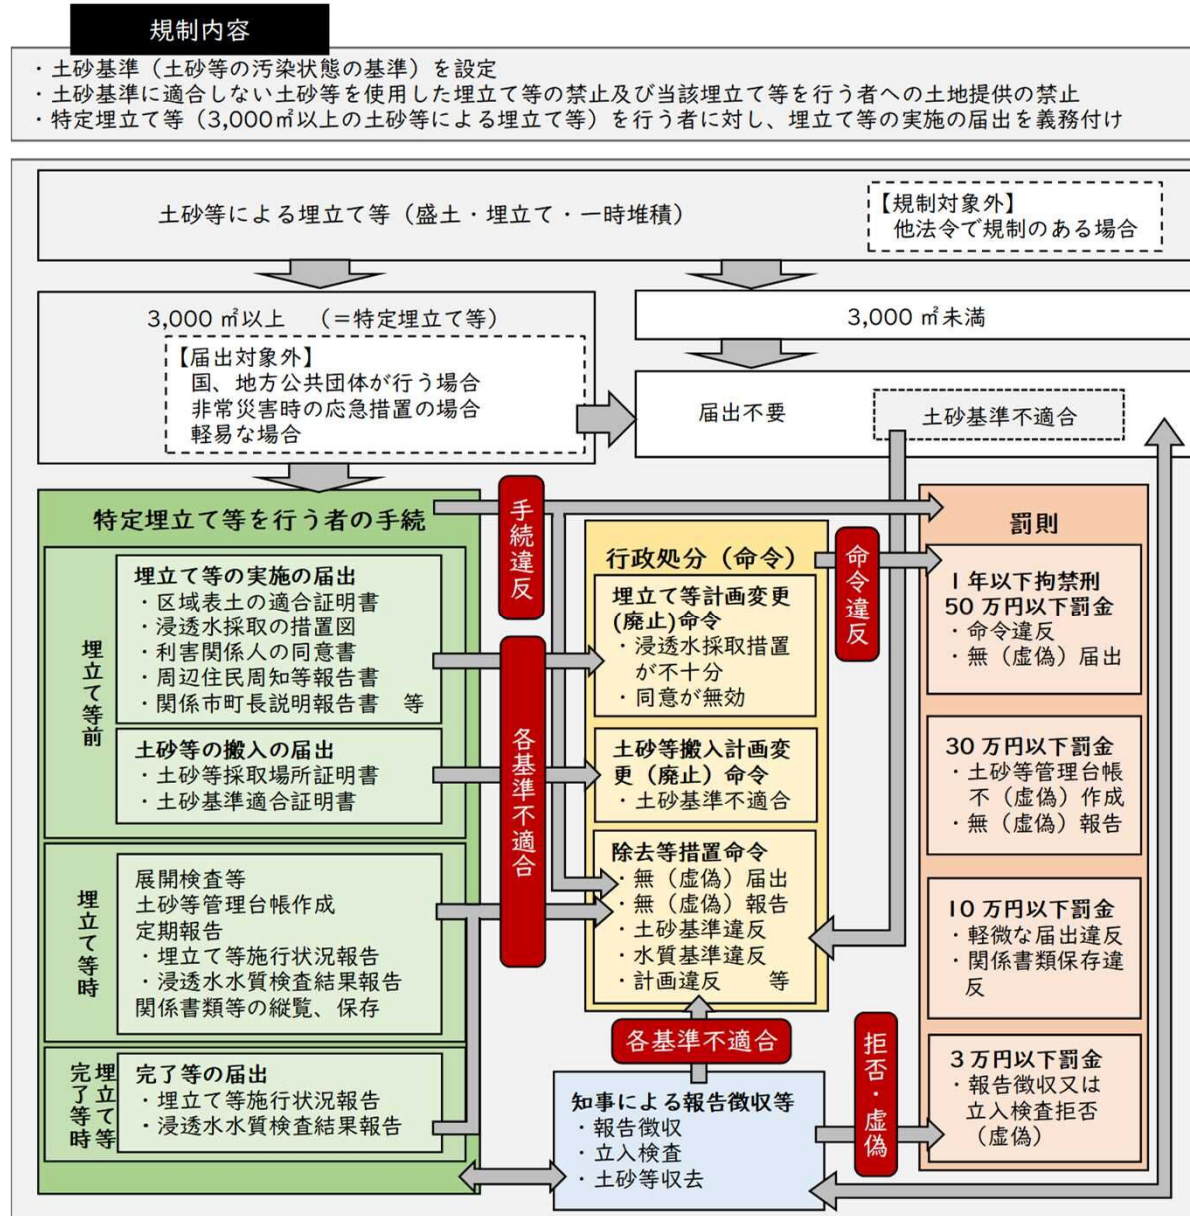 規制内容
・土砂基準（土砂等の汚染状態の基準）を設定
・土砂基準に適合しない土砂等を使用した埋立て等の禁止及び当該埋立て等を行う者への土地提供の禁止
・特定埋立て等（3,000㎡以上の土砂等による埋立て等）を行う者に対し、埋立て等の実施の届出を義務付け
土砂等による埋立て等（盛土・埋立て・一時堆積）
【規制対象外】
他法令で規制のある場合
3,000 ㎡以上　（＝特定埋立て等）
【届出対象外】
国、地方公共団体が行う場合
非常災害時の応急措置の場合
軽易な場合
3,000 ㎡未満
届出不要
土砂基準不適合
特定埋立て等を行う者の手続
埋立て等前
埋立て等の実施の届出
・区域表土の適合証明書
・浸透水採取の措置図
・利害関係人の同意書
・周辺住民周知等報告書
・関係市町長説明報告書　等
土砂等の搬入の届出
・土砂等採取場所証明書
・土砂基準適合証明書
埋立て等時
展開検査等
土砂等管理台帳作成
定期報告
・埋立て等施行状況報告
・浸透水水質検査結果報告
関係書類等の縦覧、保存
埋立て等
完了等時
完了等の届出
・埋立て等施行状況報告
・浸透水水質検査結果報告
手続違反
各基準不適合
行政処分（命令）
埋立て等計画変更
(廃止)命令
・浸透水採取措置
が不十分
・同意が無効
土砂等搬入計画変
更（廃止）命令
・土砂基準不適合
除去等措置命令
・無（虚偽）届出
・無（虚偽）報告
・土砂基準違反
・水質基準違反
・計画違反　　等
各基準不適合
知事による報告徴収等
・報告徴収
・立入検査
・土砂等収去
命令違反
拒否・虚偽
罰則
1年以下拘禁刑
50万円以下罰金
・命令違反
・無（虚偽）届出
30万円以下罰金
・土砂等管理台帳
不（虚偽）作成
・無（虚偽）報告
10万円以下罰金
・軽微な届出違反
・関係書類保存違
反
3万円以下罰金
・報告徴収又は
立入検査拒否
（虚偽）